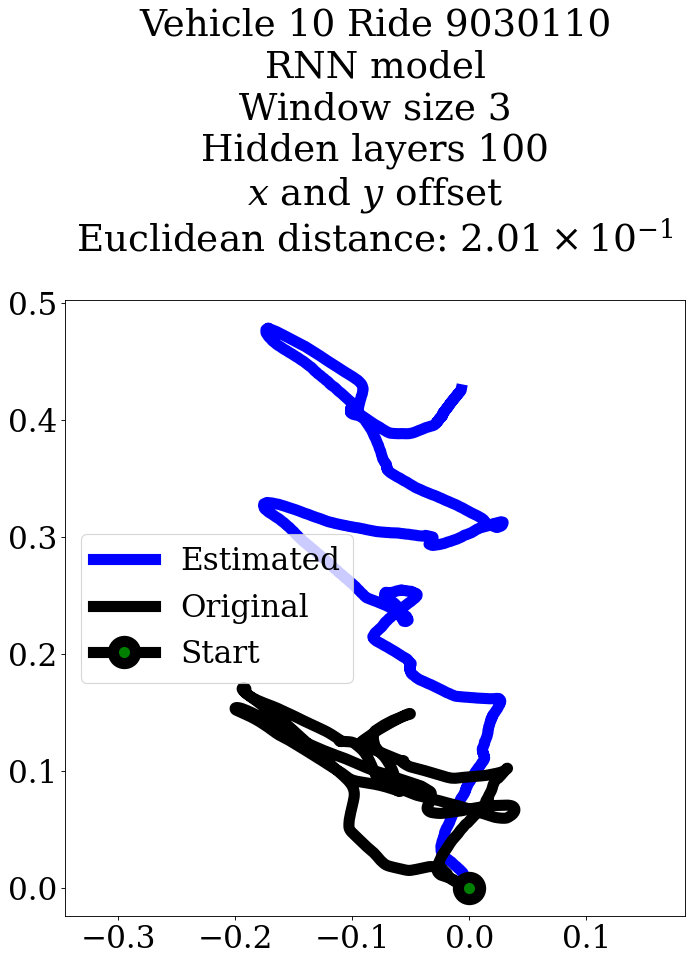 Vehicle 10 Ride 9030110
RNN model
Window size 3
Hidden layers 100
x and y offset
Euclidean distance: 2.01 × 10⁻¹
0.5
0.4
0.3
0.2
0.1
0.0
Estimated
Original
Start
−0.3 −0.2 −0.1 0.0 0.1